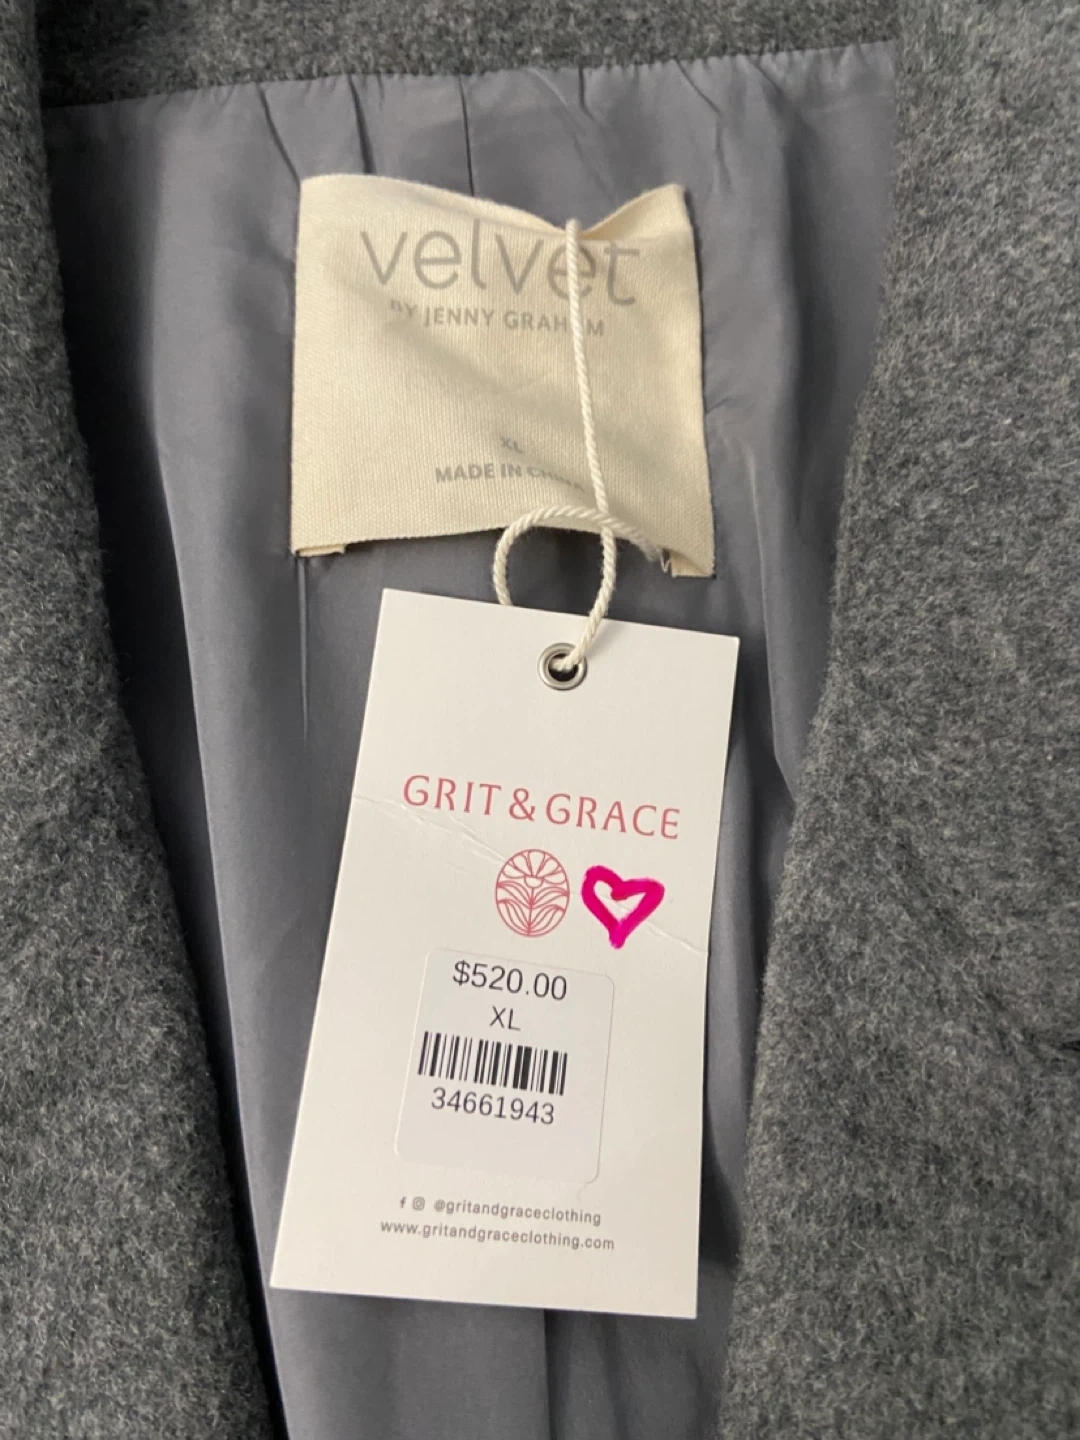 velvet
BY JENNY GRAHAM
XL
MADE IN CHINA
GRIT & GRACE
$520.00
XL
34661943
@gritandgraceclothing
www.gritandgraceclothing.com